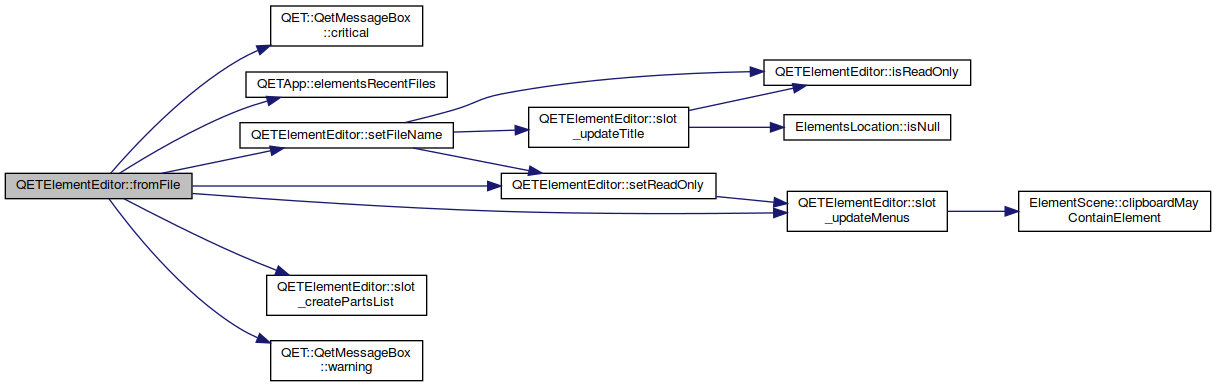 QET::QetMessageBox
::critical
QETApp::elementsRecentFiles
QETElementEditor::isReadOnly
QETElementEditor::setFileName
QETElementEditor::slot
_updateTitle
ElementsLocation::isNull
QETElementEditor::fromFile
QETElementEditor::setReadOnly
QETElementEditor::slot
_updateMenus
ElementScene::clipboardMay
ContainElement
QETElementEditor::slot
_createPartsList
QET::QetMessageBox
::warning